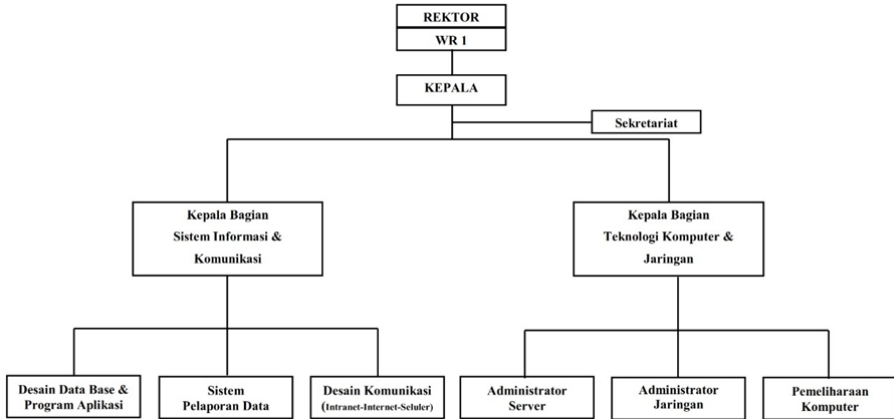 REKTOR
WR 1
KEPALA
Sekretariat
Kepala Bagian
Sistem Informasi &
Komunikasi
Kepala Bagian
Teknologi Komputer &
Jaringan
Desain Data Base &
Program Aplikasi
Sistem
Pelaporan Data
Desain Komunikasi
(Intranet-Internet-Seluler)
Administrator
Server
Administrator
Jaringan
Pemeliharaan
Komputer